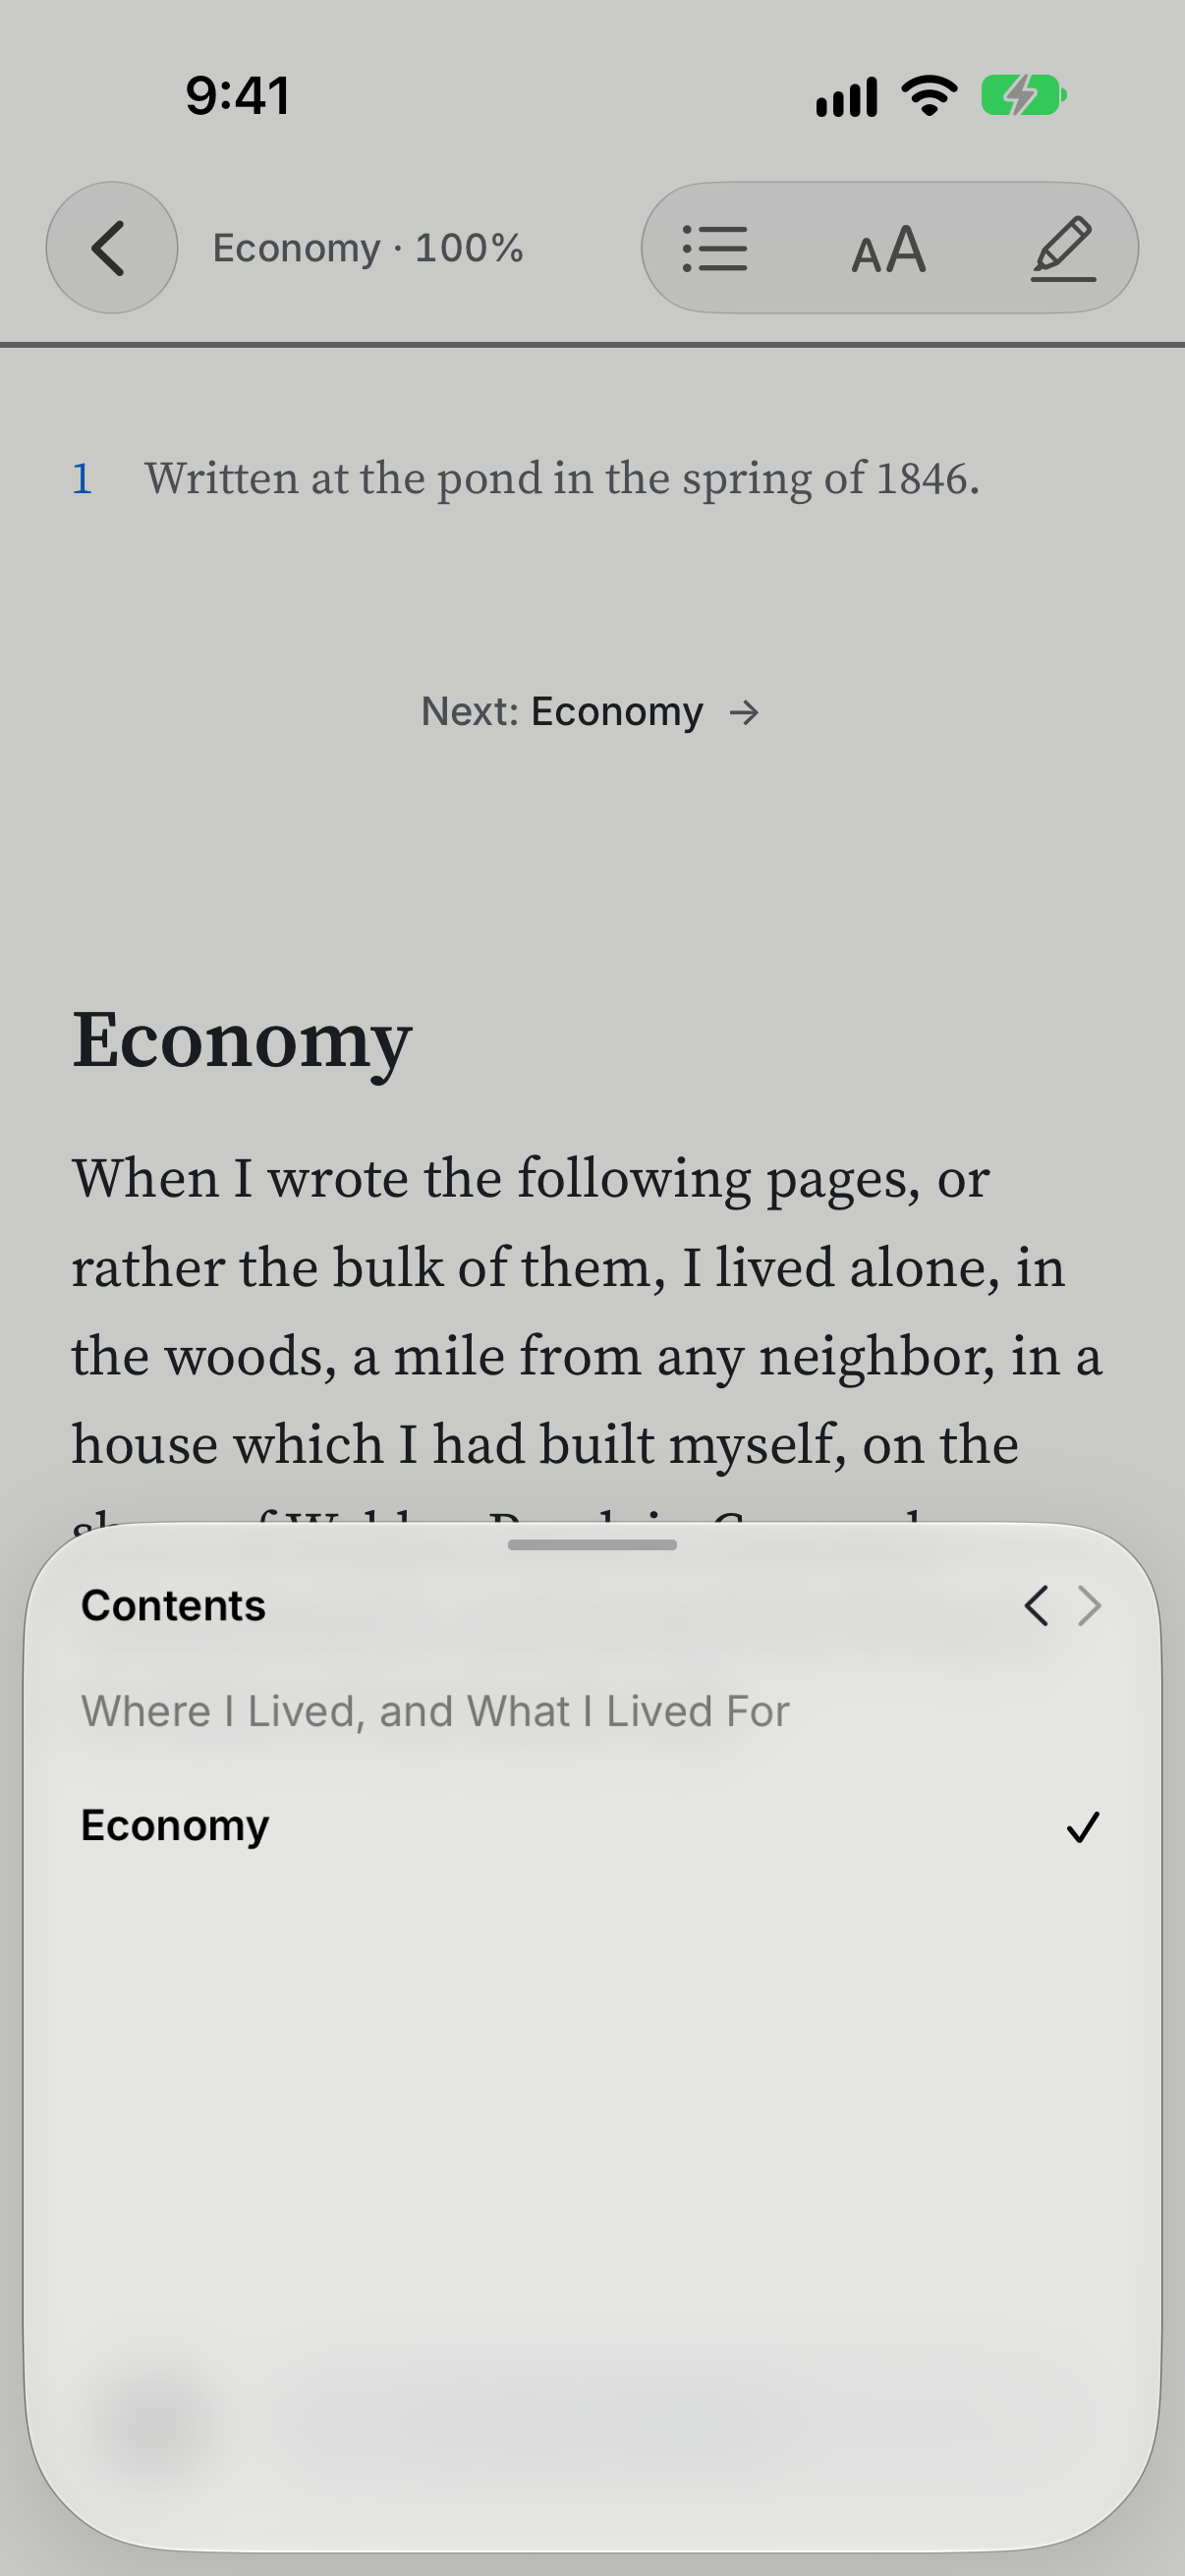 9:41
Economy · 100%
AA
1 Written at the pond in the spring of 1846.
Next: Economy →
Economy
When I wrote the following pages, or
rather the bulk of them, I lived alone, in
the woods, a mile from any neighbor, in a
house which I had built myself, on the
Contents
Where I Lived, and What I Lived For
Economy